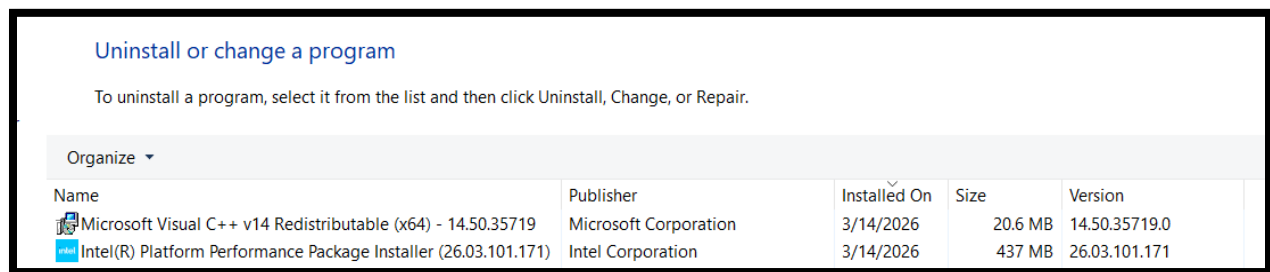 Uninstall or change a program
To uninstall a program, select it from the list and then click Uninstall, Change, or Repair.
Organize
Name Publisher Installed On Size Version
Microsoft Visual C++ v14 Redistributable (x64) - 14.50.35719 Microsoft Corporation 3/14/2026 20.6 MB 14.50.35719.0
intel Intel(R) Platform Performance Package Installer (26.03.101.171) Intel Corporation 3/14/2026 437 MB 26.03.101.171